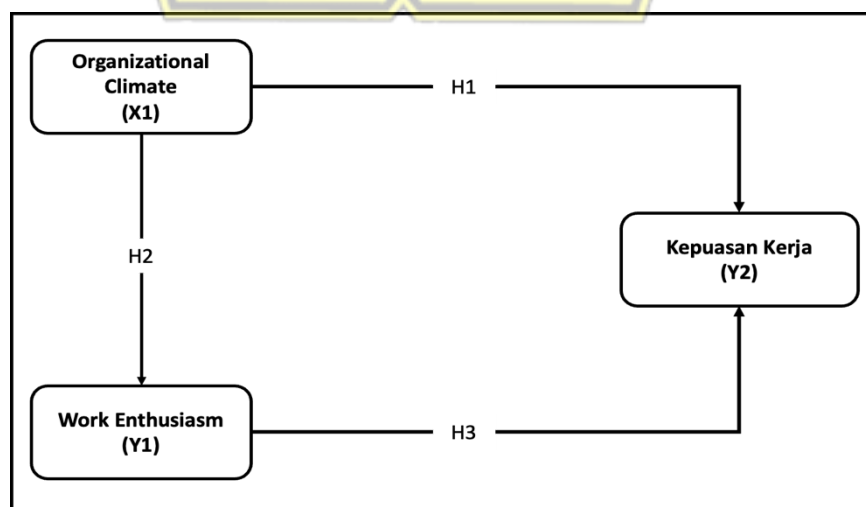 Organizational
Climate
(X1)
H1
H2
Kepuasan Kerja
(Y2)
Work Enthusiasm
(Y1)
H3